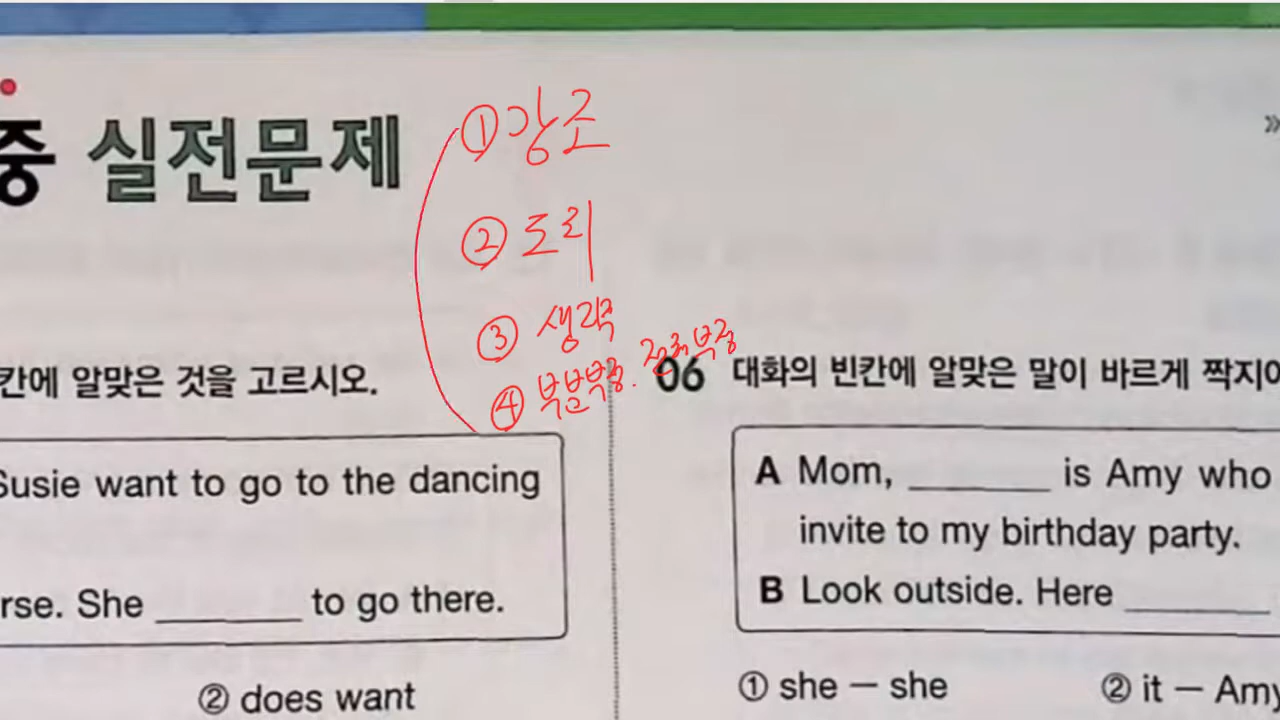 중 실전문제
① 강조
② 도리
③ 생략
④ 부분부정. 전체부정
칸에 알맞은 것을 고르시오.
Susie want to go to the dancing
rse. She ________ to go there.
② does want
»
06 대화의 빈칸에 알맞은 말이 바르게 짝지어
A Mom, ________ is Amy who
invite to my birthday party.
B Look outside. Here ________
① she － she
② it － Amy